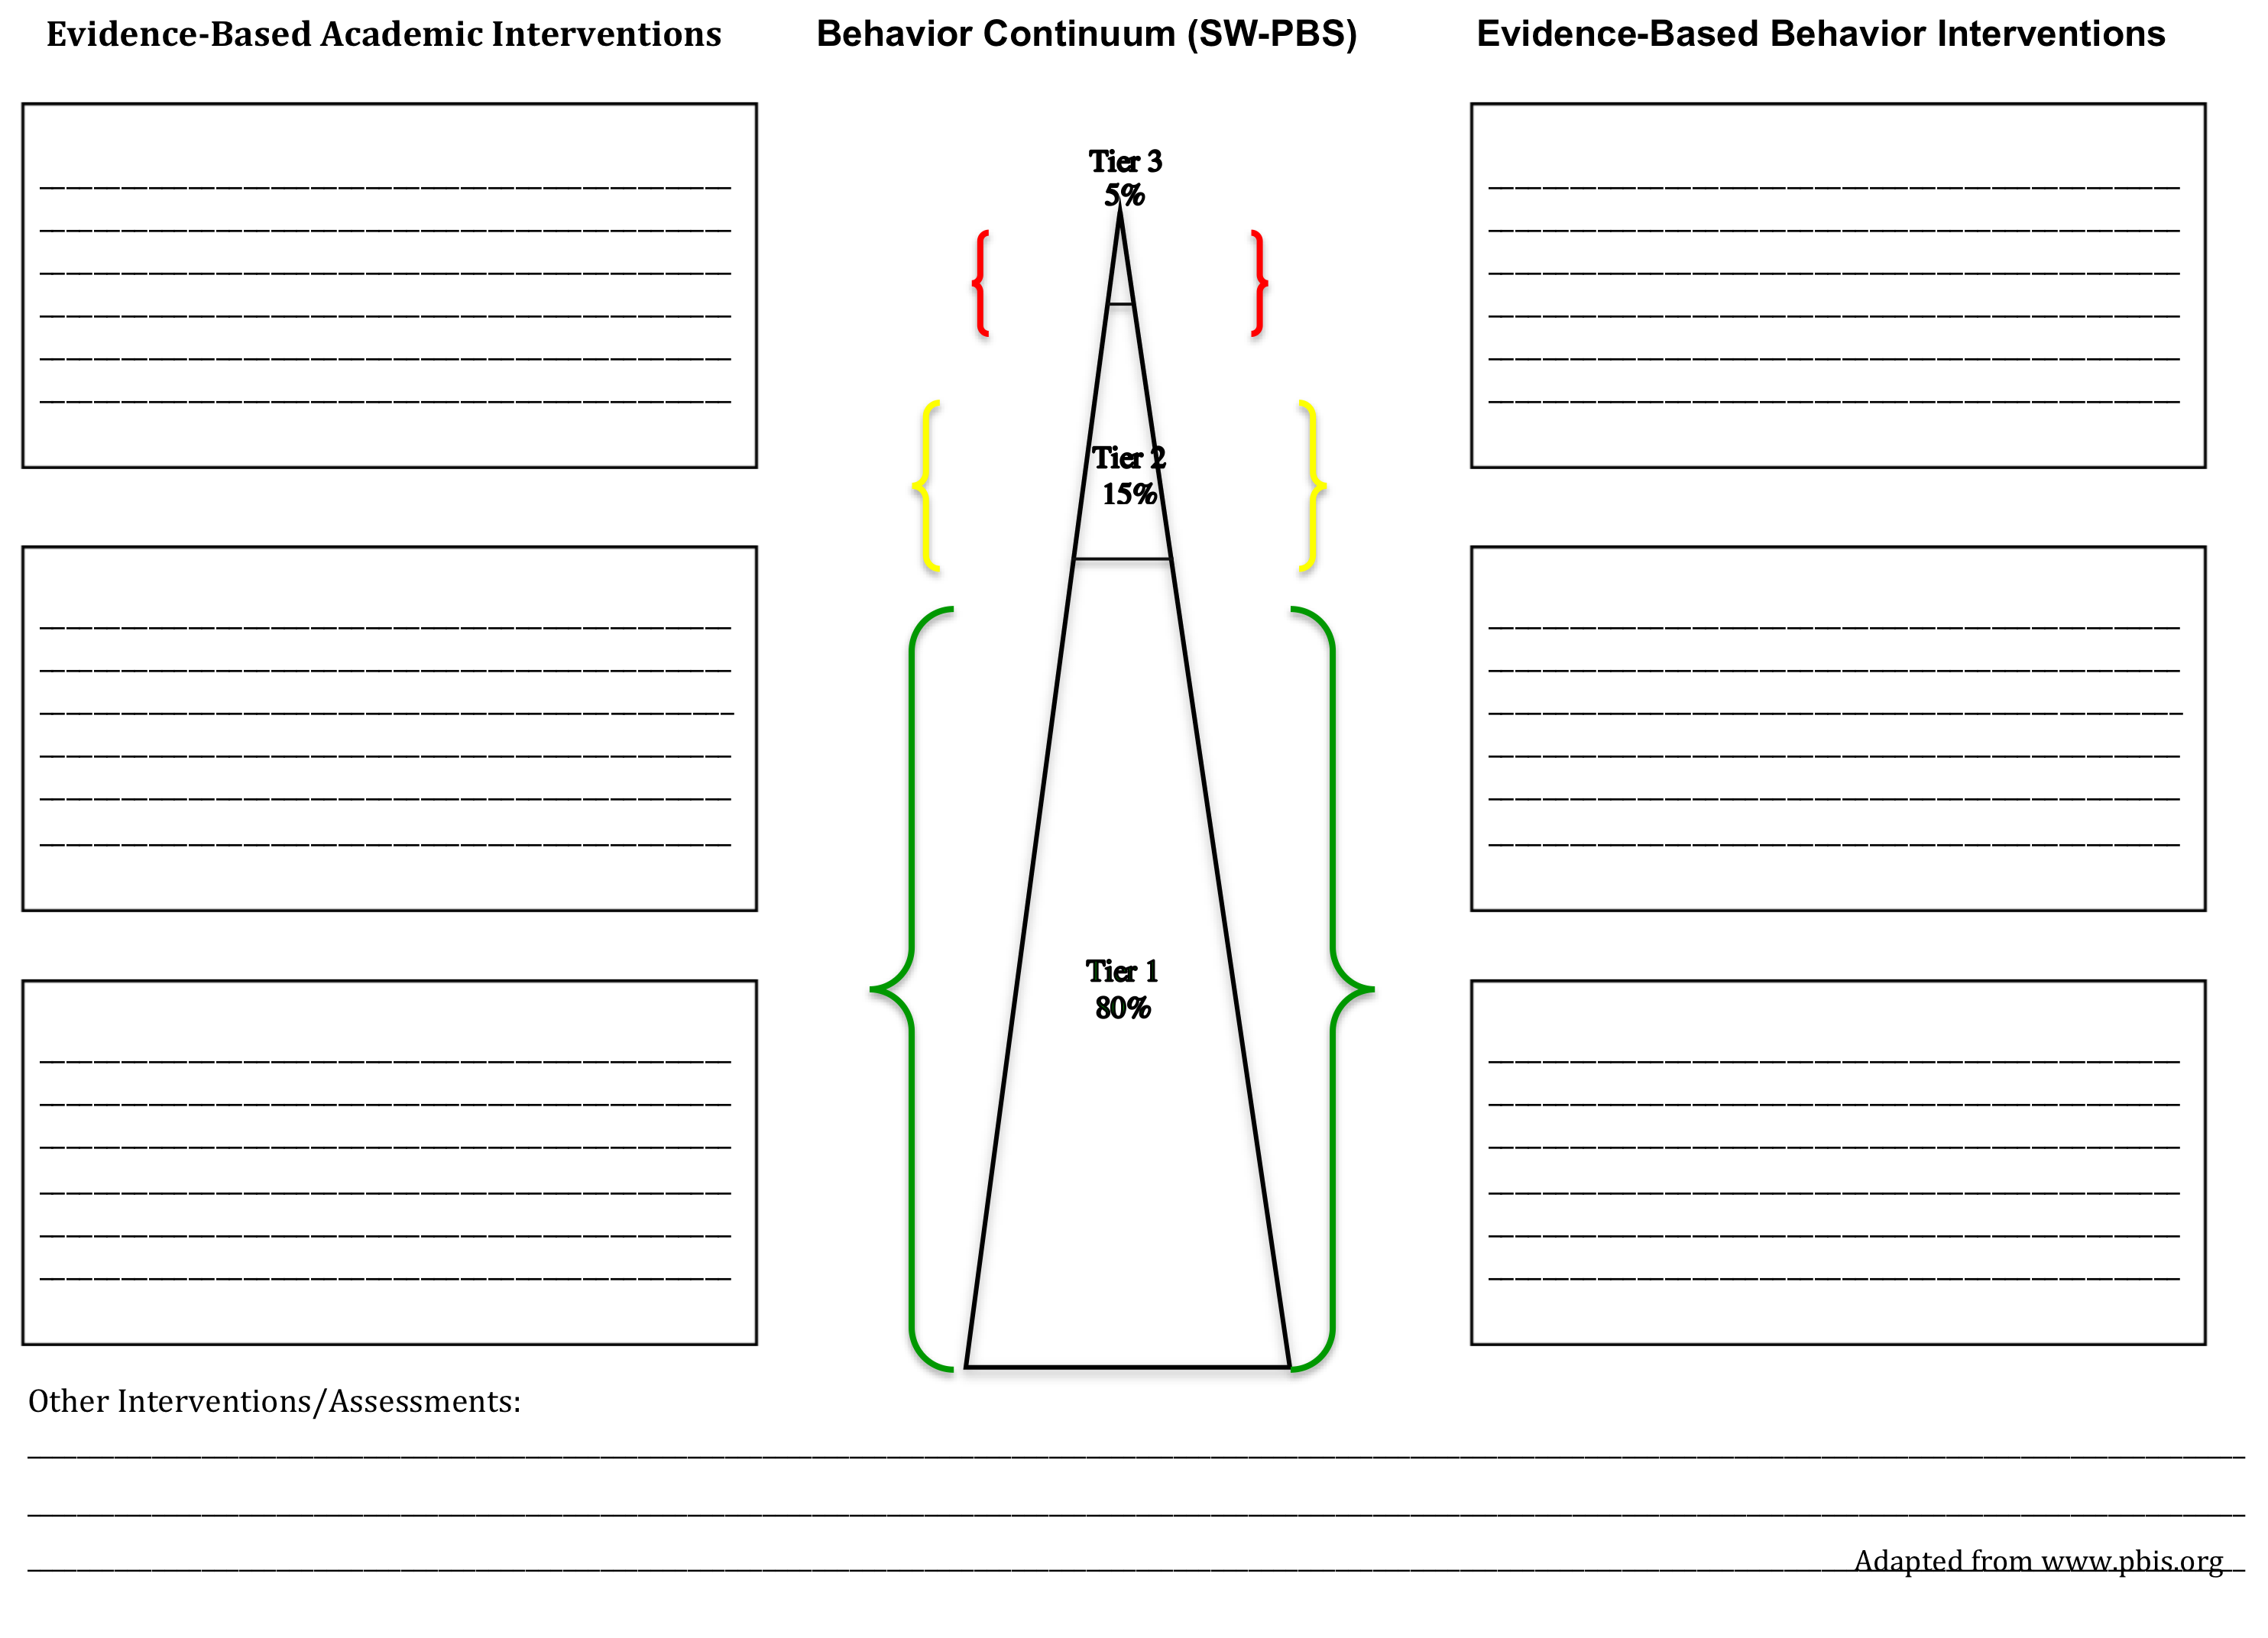 Evidence-Based Academic Interventions
Behavior Continuum (SW-PBS)
Evidence-Based Behavior Interventions
Tier 3
5%
Tier 2
15%
Tier 1
80%
Other Interventions/Assessments:
Adapted from www.pbis.org